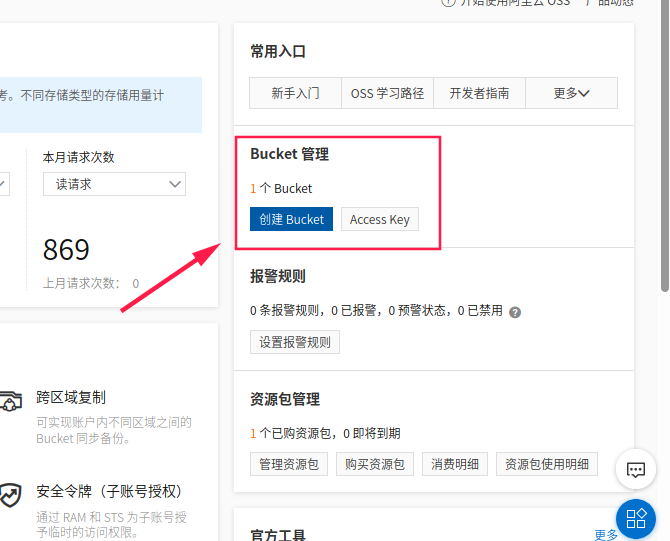 开始使用阿里云 OSS 产品动态
考。不同存储类型的存储用量计
本月请求次数
读请求
869
上月请求次数: 0
跨区域复制
可实现账户内不同区域之间的
Bucket 同步备份。
安全令牌（子账号授权）
通过 RAM 和 STS 为子账号授
予临时的访问权限。
常用入口
新手入门 OSS 学习路径 开发者指南 更多
Bucket 管理
1 个 Bucket
创建 Bucket Access Key
报警规则
0 条报警规则，0 已报警，0 预警状态，0 已禁用 ?
设置报警规则
资源包管理
1 个已购资源包，0 即将到期
管理资源包 购买资源包 消费明细 资源包使用明细
官方工具 更多